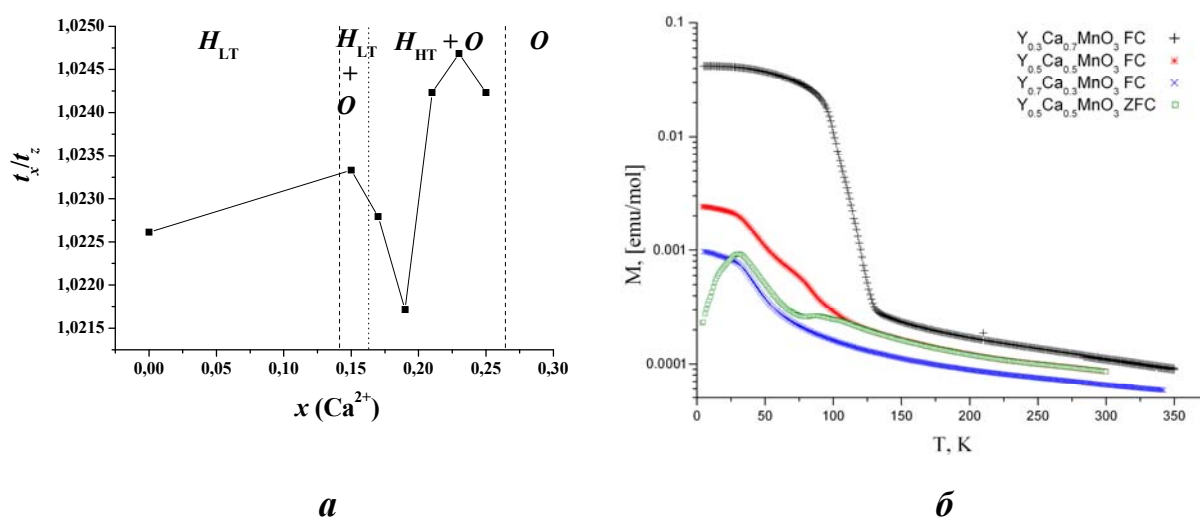 1,0250
1,0245
1,0240
1,0235
1,0230
1,0225
1,0220
1,0215
t_x/t_z
H_LT
H_LT
+
O
H_HT + O
O
0,00 0,05 0,10 0,15 0,20 0,25 0,30
x (Ca²⁺)
а
0.1
0.01
0.001
0.0001
M, [emu/mol]
Y₀.₃Ca₀.₇MnO₃ FC
Y₀.₅Ca₀.₅MnO₃ FC
Y₀.₇Ca₀.₃MnO₃ FC
Y₀.₅Ca₀.₅MnO₃ ZFC
0 50 100 150 200 250 300 350
T, K
б